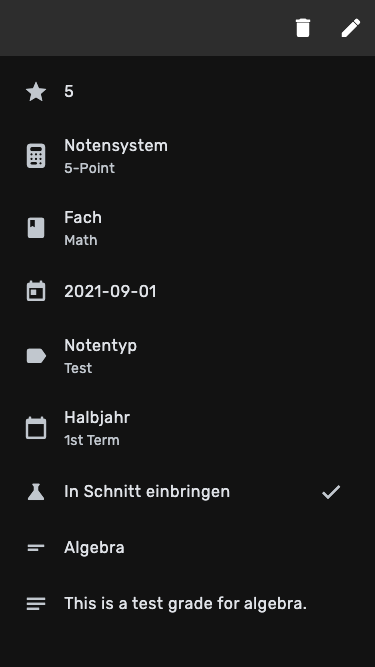 5
Notensystem
5-Point
Fach
Math
2021-09-01
Notentyp
Test
Halbjahr
1st Term
In Schnitt einbringen
Algebra
This is a test grade for algebra.